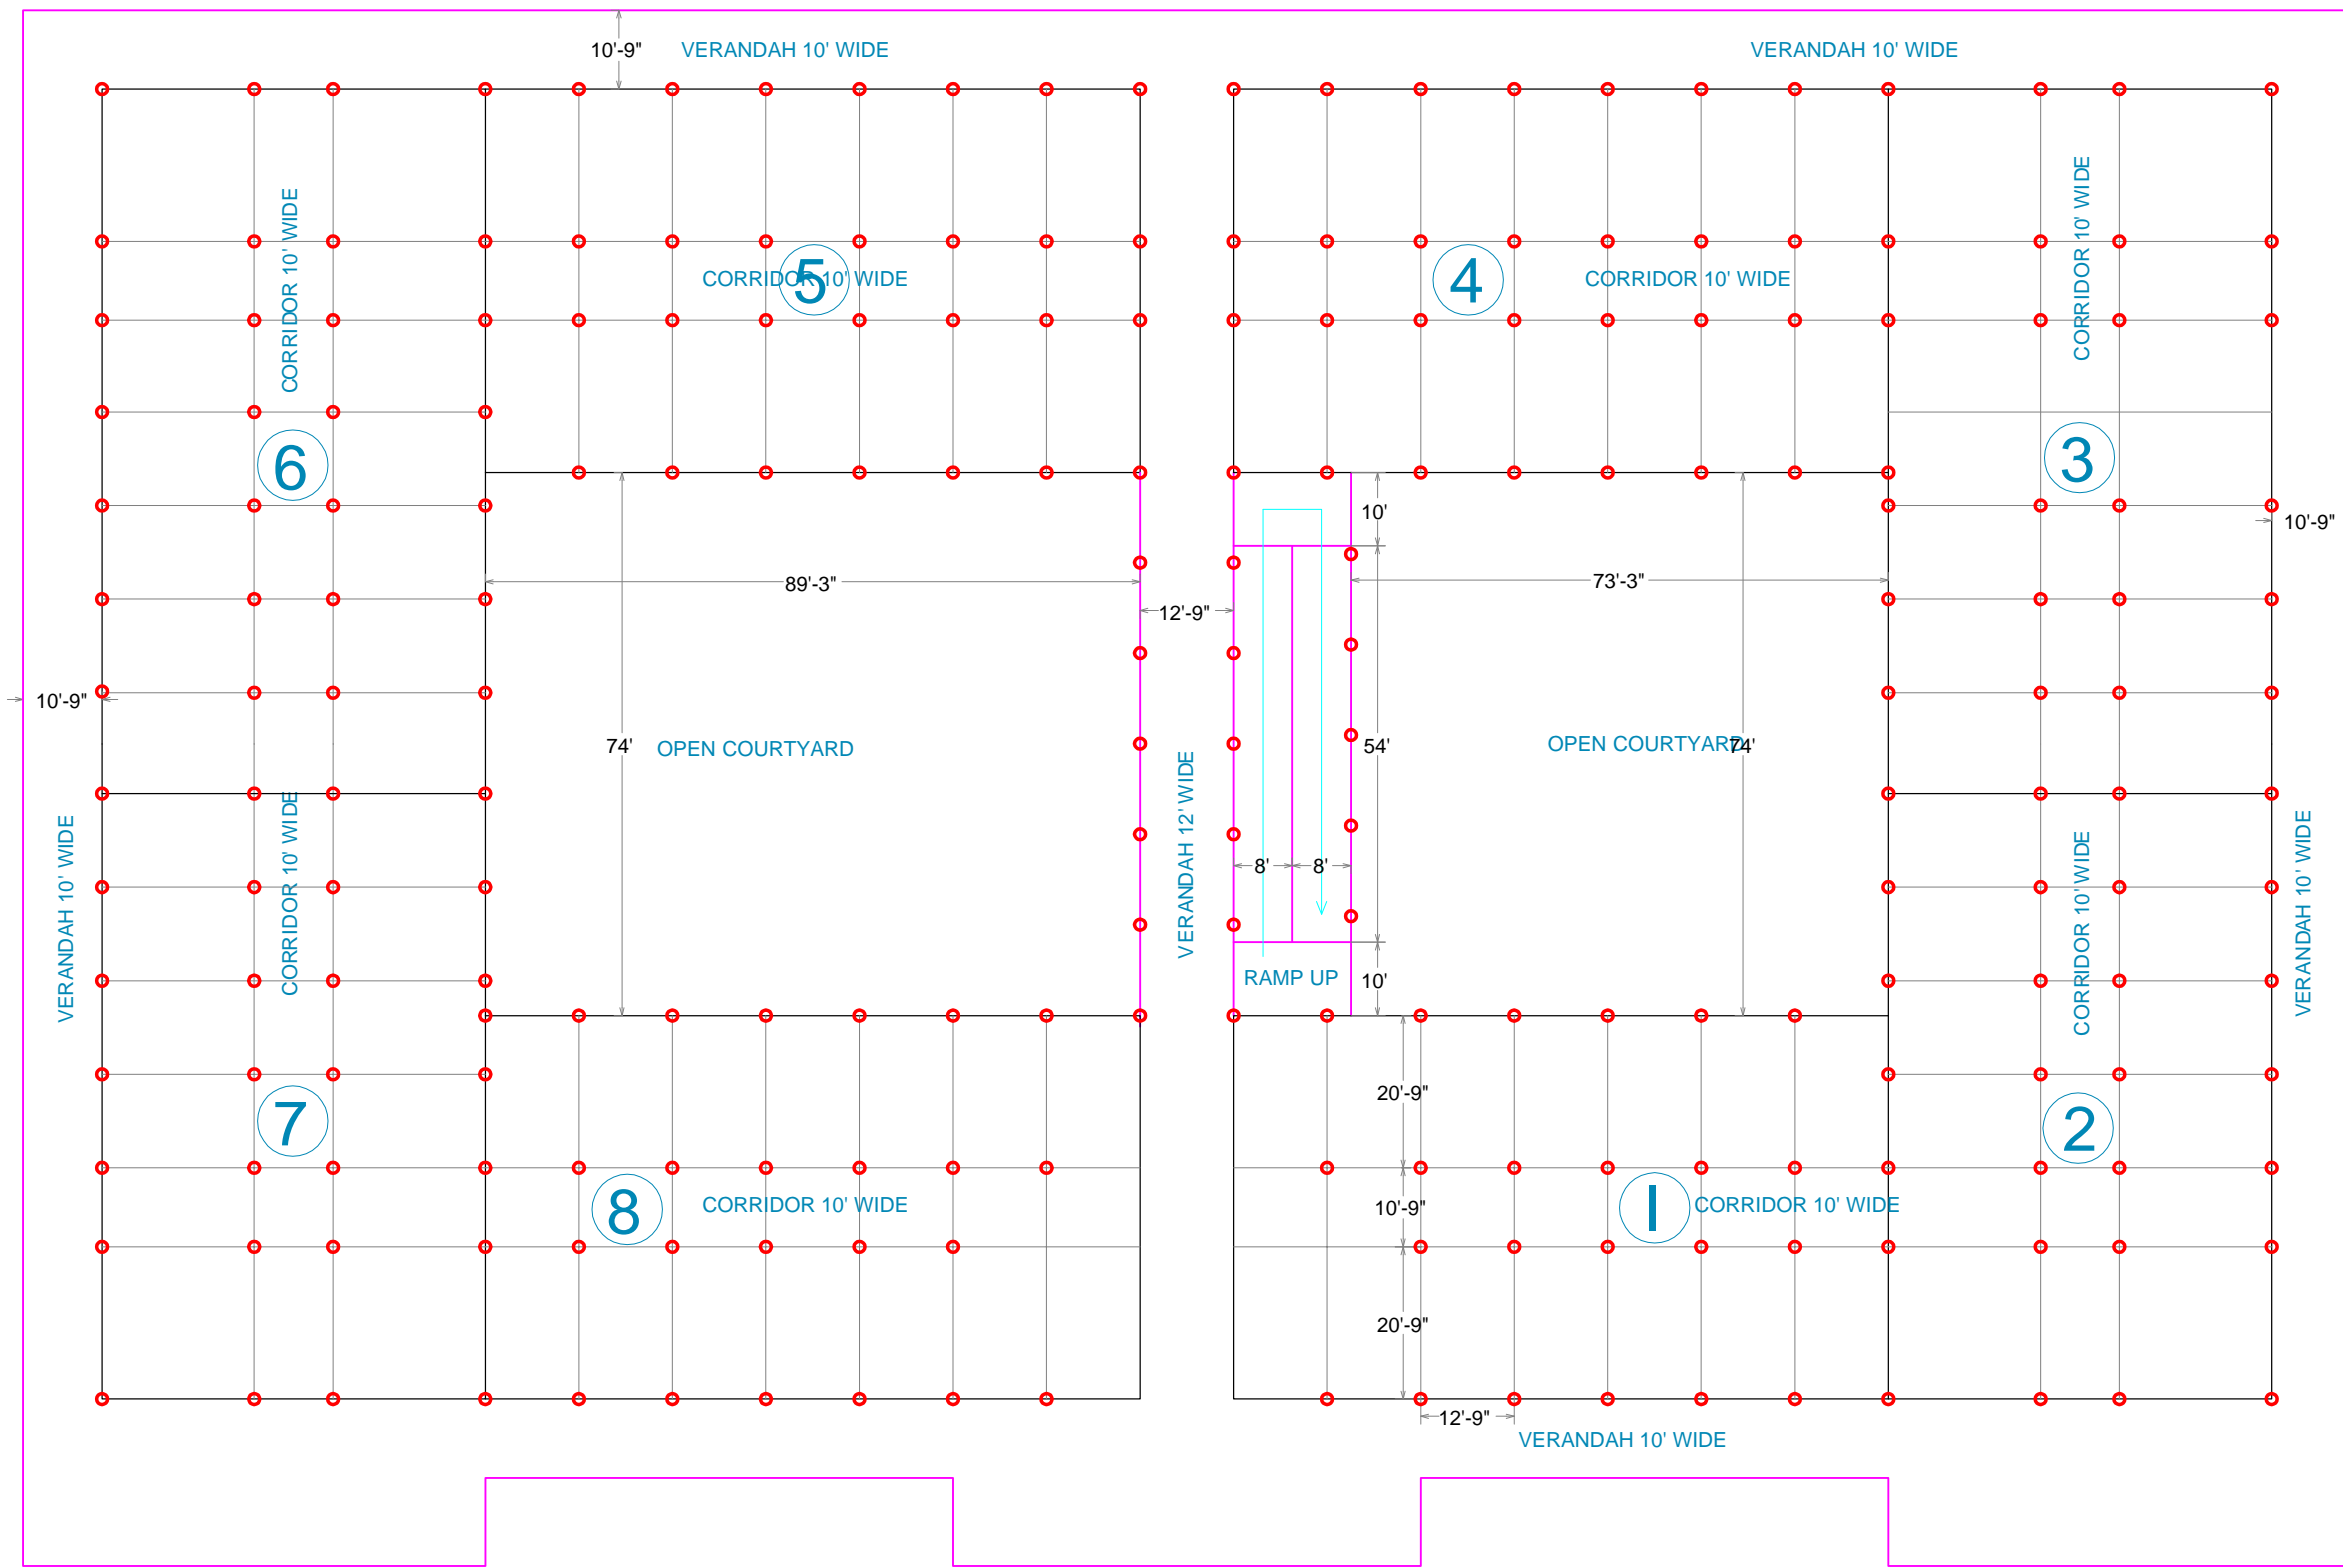 10'-9"
VERANDAH 10' WIDE
VERANDAH 10' WIDE
CORRIDOR 10' WIDE
CORRIDOR 10' WIDE
5
CORRIDOR 10' WIDE
4
CORRIDOR 10' WIDE
6
3
10'
10'-9"
89'-3"
73'-3"
12'-9"
10'-9"
74'
OPEN COURTYARD
54'
OPEN COURTYARD
74'
VERANDAH 10' WIDE
CORRIDOR 10' WIDE
VERANDAH 12' WIDE
8'
8'
CORRIDOR 10' WIDE
VERANDAH 10' WIDE
RAMP UP
10'
20'-9"
7
2
8
CORRIDOR 10' WIDE
10'-9"
1
CORRIDOR 10' WIDE
20'-9"
12'-9"
VERANDAH 10' WIDE